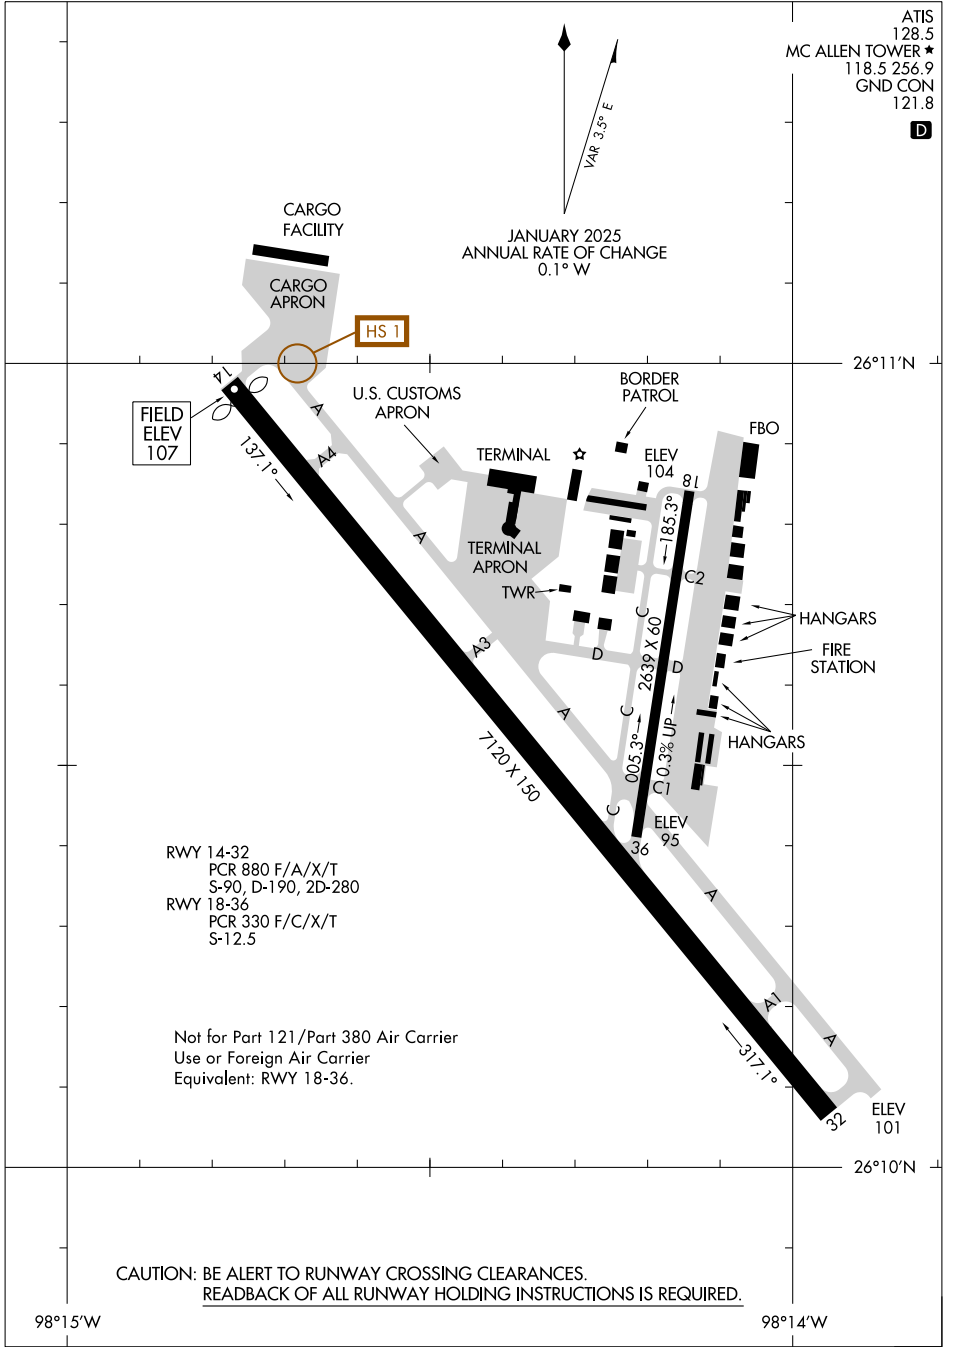 ATIS
128.5
MC ALLEN TOWER ★
118.5 256.9
GND CON
121.8
D
VAR 3.5° E
JANUARY 2025
ANNUAL RATE OF CHANGE
0.1° W
CARGO
FACILITY
CARGO
APRON
HS 1
26°11'N
14
FIELD
ELEV
107
137.1°
A
A4
U.S. CUSTOMS
APRON
BORDER
PATROL
FBO
TERMINAL
ELEV
104
18
185.3°
A
TERMINAL
APRON
TWR
C2
C
HANGARS
2639 X 60
A3
D
D
FIRE
STATION
A
C
005.3°
0.3% UP
HANGARS
7120 X 150
C1
C
ELEV
95
36
RWY 14-32
PCR 880 F/A/X/T
S-90, D-190, 2D-280
RWY 18-36
PCR 330 F/C/X/T
S-12.5
A
A1
A
Not for Part 121/Part 380 Air Carrier
Use or Foreign Air Carrier
Equivalent: RWY 18-36.
317.1°
32
ELEV
101
26°10'N
CAUTION: BE ALERT TO RUNWAY CROSSING CLEARANCES.
READBACK OF ALL RUNWAY HOLDING INSTRUCTIONS IS REQUIRED.
98°15'W
98°14'W